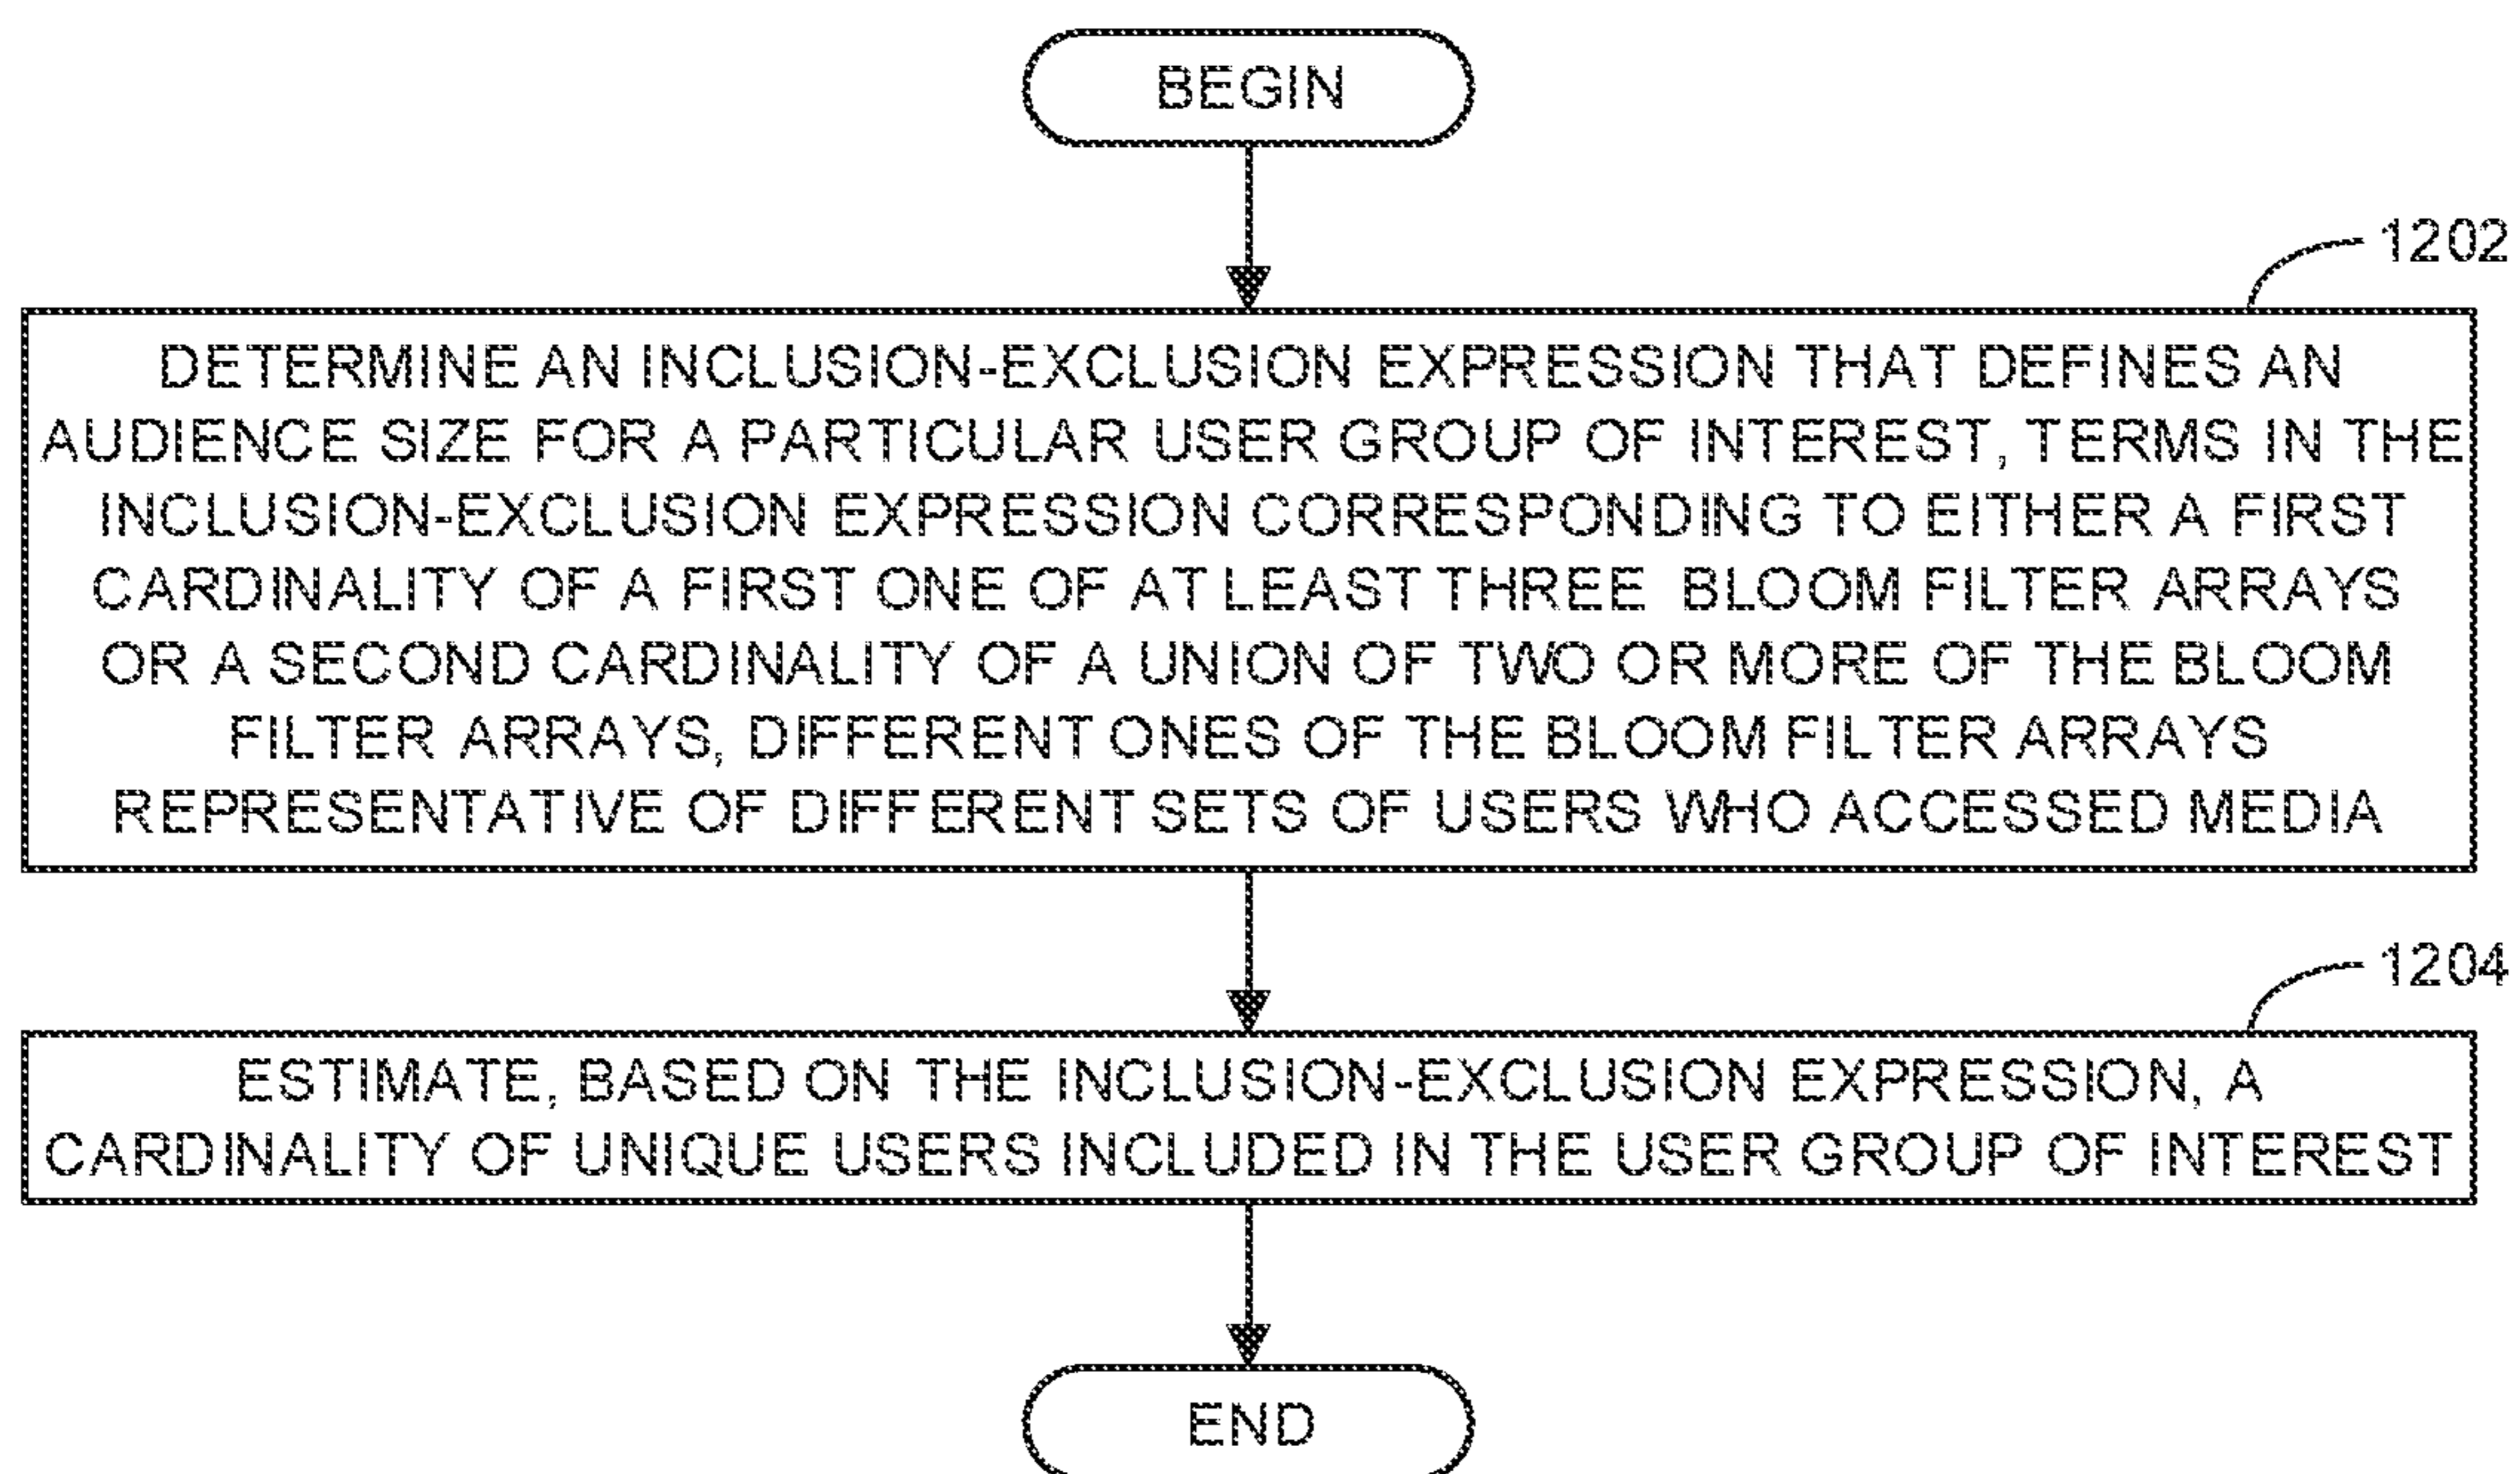 BEGIN
1202
DETERMINE AN INCLUSION-EXCLUSION EXPRESSION THAT DEFINES AN
AUDIENCE SIZE FOR A PARTICULAR USER GROUP OF INTEREST, TERMS IN THE
INCLUSION-EXCLUSION EXPRESSION CORRESPONDING TO EITHER A FIRST
CARDINALITY OF A FIRST ONE OF AT LEAST THREE BLOOM FILTER ARRAYS
OR A SECOND CARDINALITY OF A UNION OF TWO OR MORE OF THE BLOOM
FILTER ARRAYS, DIFFERENT ONES OF THE BLOOM FILTER ARRAYS
REPRESENTATIVE OF DIFFERENT SETS OF USERS WHO ACCESSED MEDIA
1204
ESTIMATE, BASED ON THE INCLUSION-EXCLUSION EXPRESSION, A
CARDINALITY OF UNIQUE USERS INCLUDED IN THE USER GROUP OF INTEREST
END